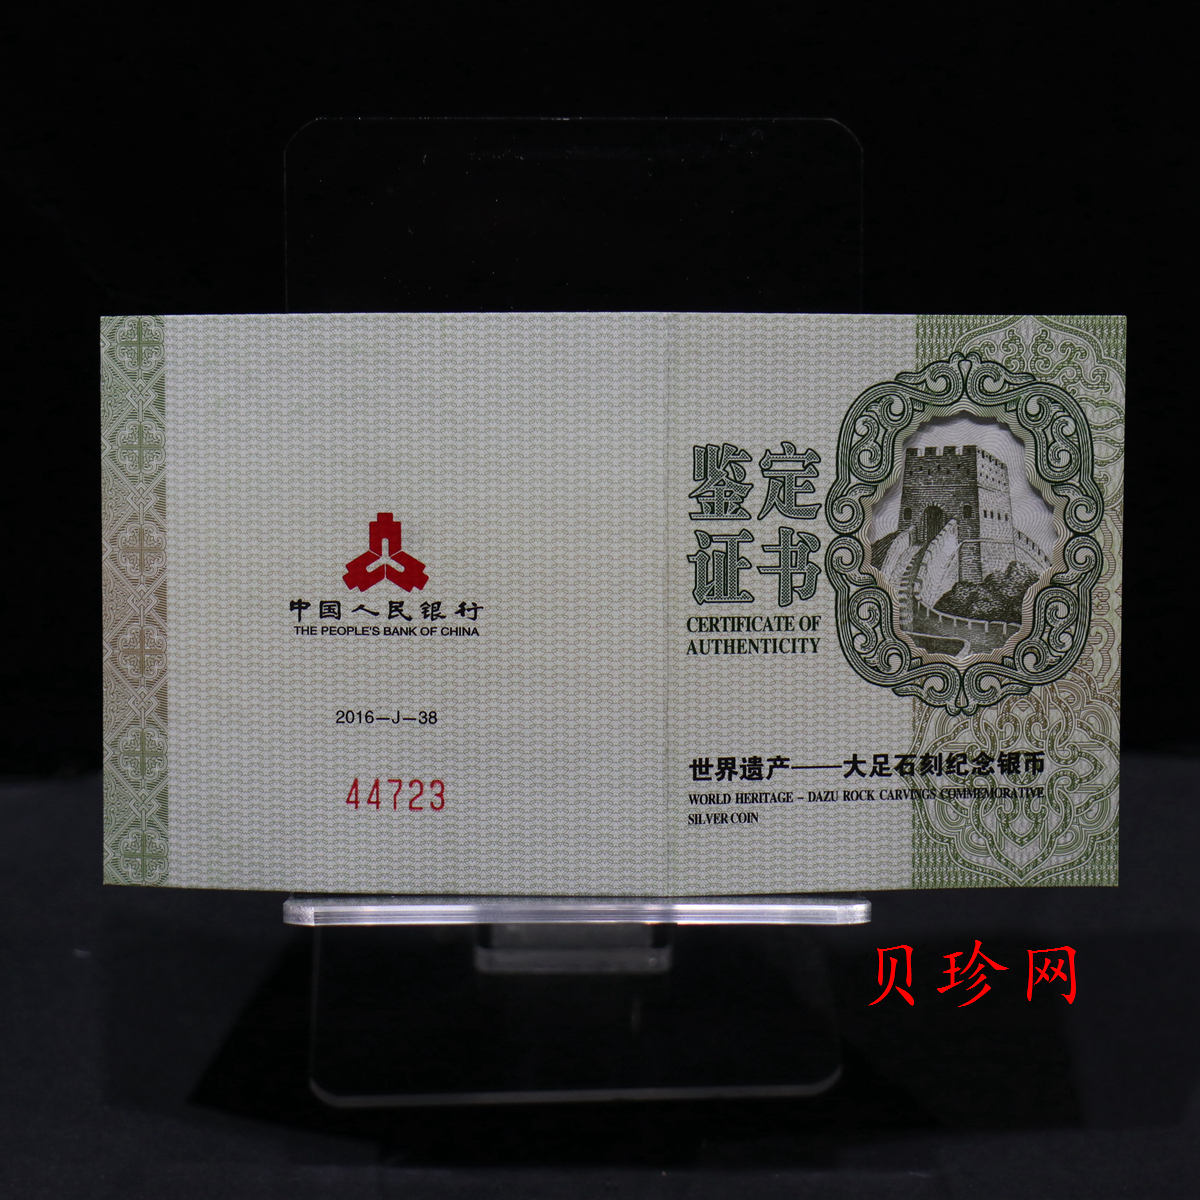 中国人民银行
THE PEOPLE'S BANK OF CHINA
2016—J—38
44723
鉴定
证书
CERTIFICATE OF
AUTHENTICITY
世界遗产——大足石刻纪念银币
WORLD HERITAGE – DAZU ROCK CARVINGS COMMEMORATIVE
SILVER COIN
贝珍网